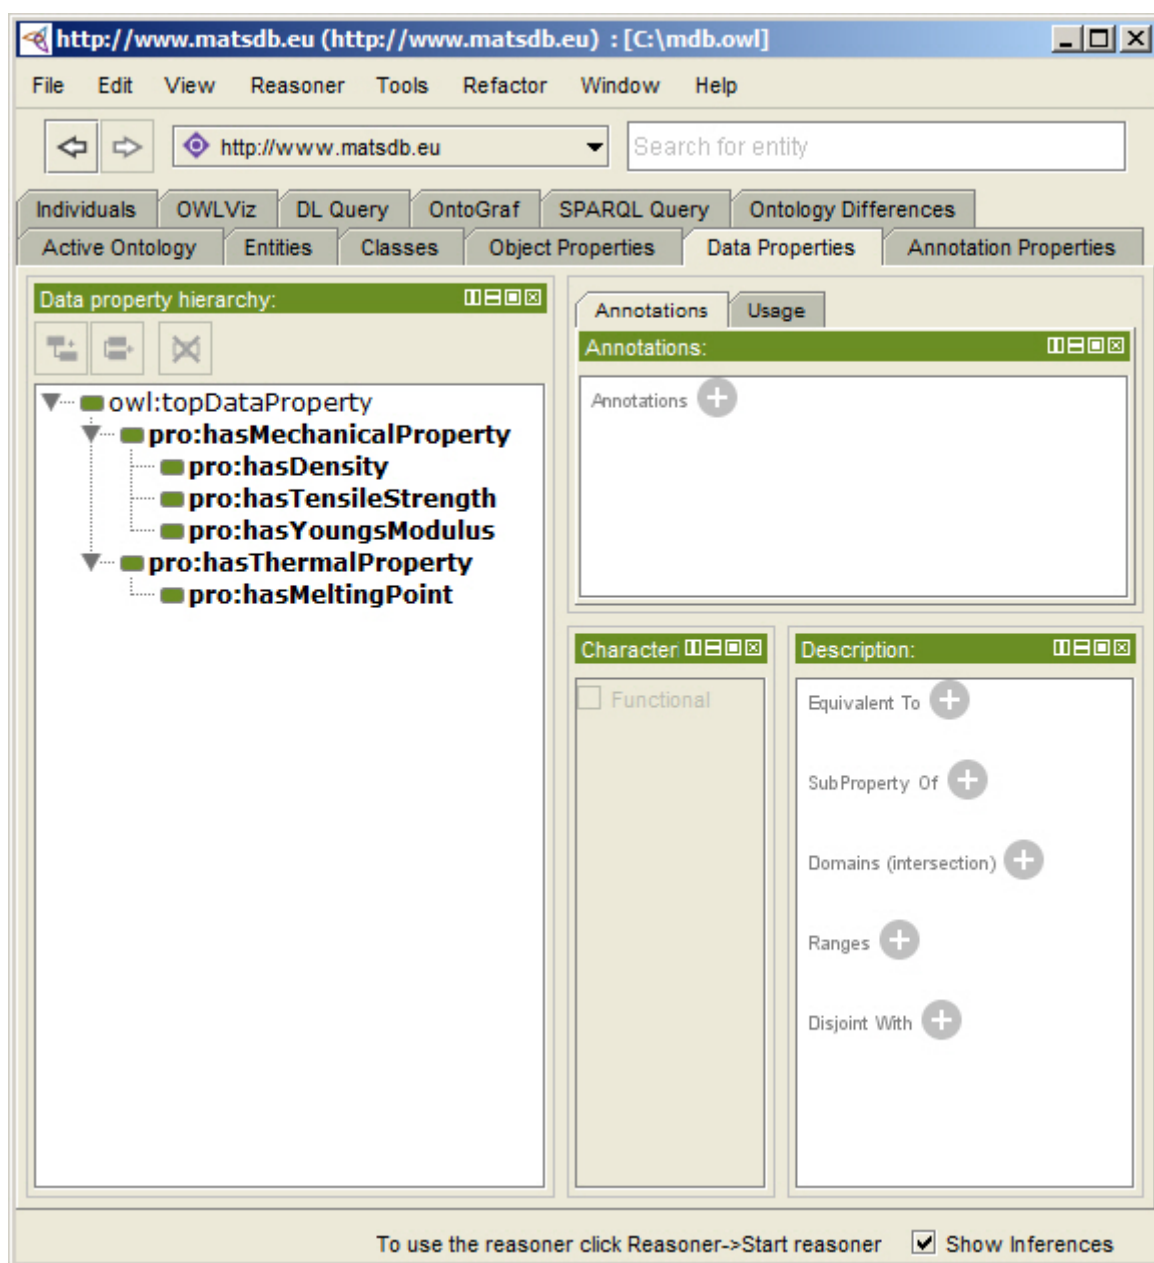 http://www.matsdb.eu (http://www.matsdb.eu) : [C:\mdb.owl]
File Edit View Reasoner Tools Refactor Window Help
http://www.matsdb.eu Search for entity
Individuals OWLViz DL Query OntoGraf SPARQL Query Ontology Differences
Active Ontology Entities Classes Object Properties Data Properties Annotation Properties
Data property hierarchy:
owl:topDataProperty
pro:hasMechanicalProperty
pro:hasDensity
pro:hasTensileStrength
pro:hasYoungsModulus
pro:hasThermalProperty
pro:hasMeltingPoint
Annotations Usage
Annotations:
Annotations
Characteri
Functional
Description:
Equivalent To
SubProperty Of
Domains (intersection)
Ranges
Disjoint With
To use the reasoner click Reasoner->Start reasoner Show Inferences